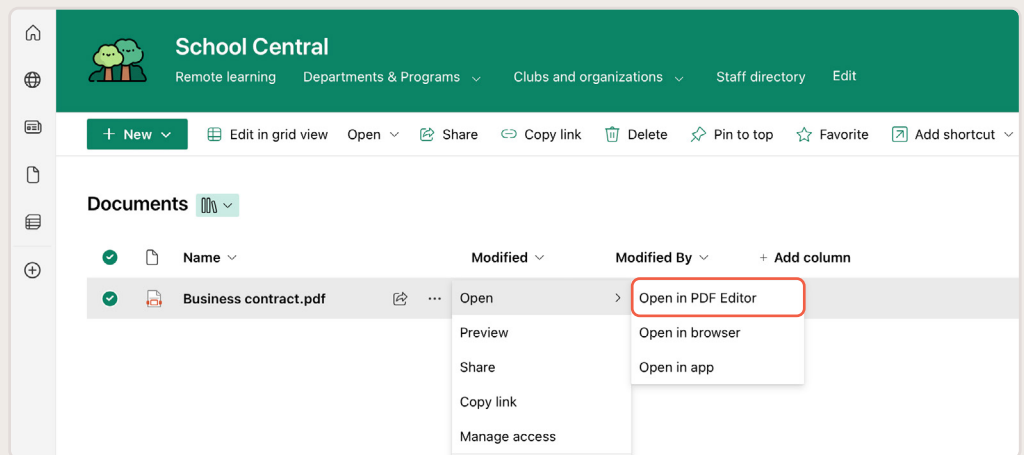 School Central
Remote learning Departments & Programs Clubs and organizations Staff directory Edit
+ New Edit in grid view Open Share Copy link Delete Pin to top Favorite Add shortcut
Documents
Name Modified Modified By + Add column
Business contract.pdf ... Open Open in PDF Editor
Preview Open in browser
Share Open in app
Copy link
Manage access